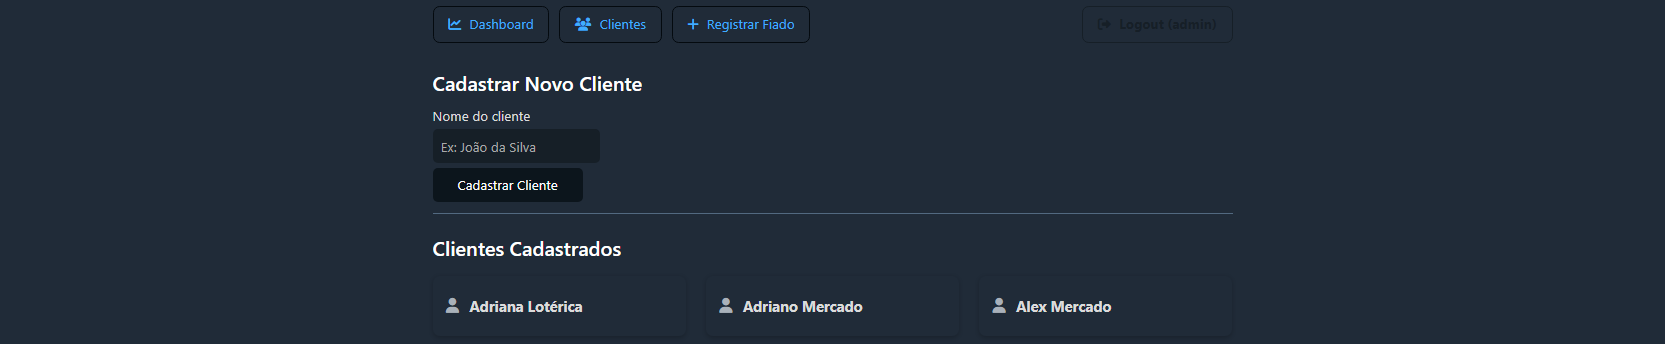 Dashboard Clientes Registrar Fiado Logout (admin)
Cadastrar Novo Cliente
Nome do cliente
Ex: João da Silva
Cadastrar Cliente
Clientes Cadastrados
Adriana Lotérica Adriano Mercado Alex Mercado